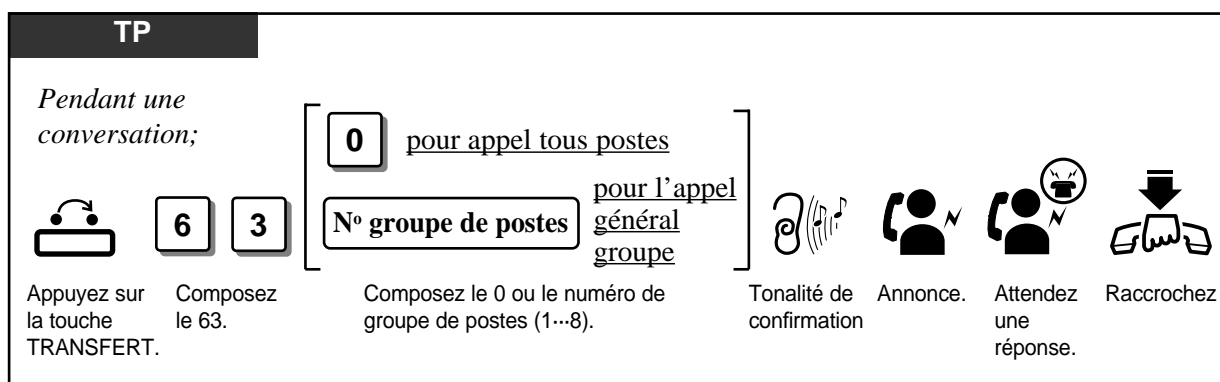 TP
Pendant une
conversation;
0 pour appel tous postes
6 3
Nº groupe de postes
pour l’appel
général
groupe
Appuyez sur
la touche
TRANSFERT.
Composez
le 63.
Composez le 0 ou le numéro de
groupe de postes (1···8).
Tonalité de
confirmation
Annonce.
Attendez
une
réponse.
Raccrochez